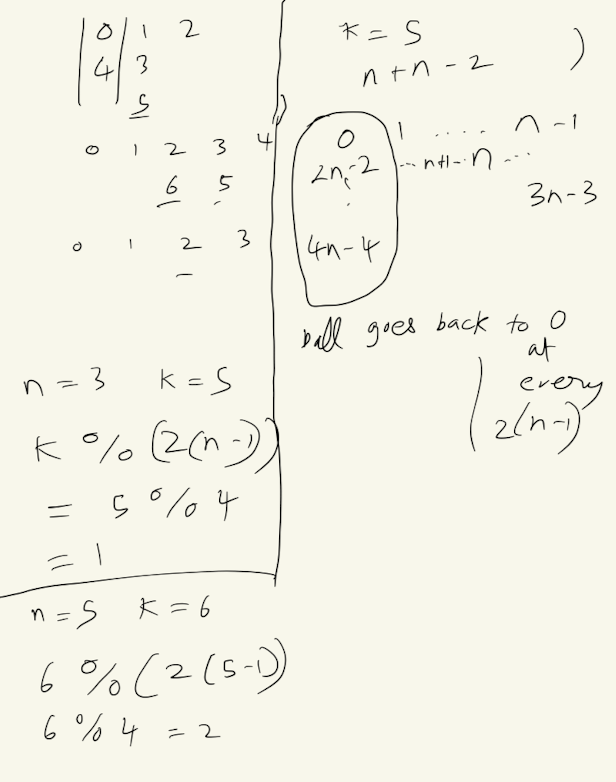 0 1 2
4 3
5
0 1 2 3 4
6 5
0 1 2 3
n = 3 K = 5
K % (2(n-1))
= 5 % 4
= 1
n = 5 K = 6
6 % (2(5-1))
6 % 4 = 2
K = 5
n + n - 2 )
0 1 .... n - 1
2n-2 ... n+1.. n ...
3n-3
4n-4
ball goes back to 0
at
every
2(n-1)